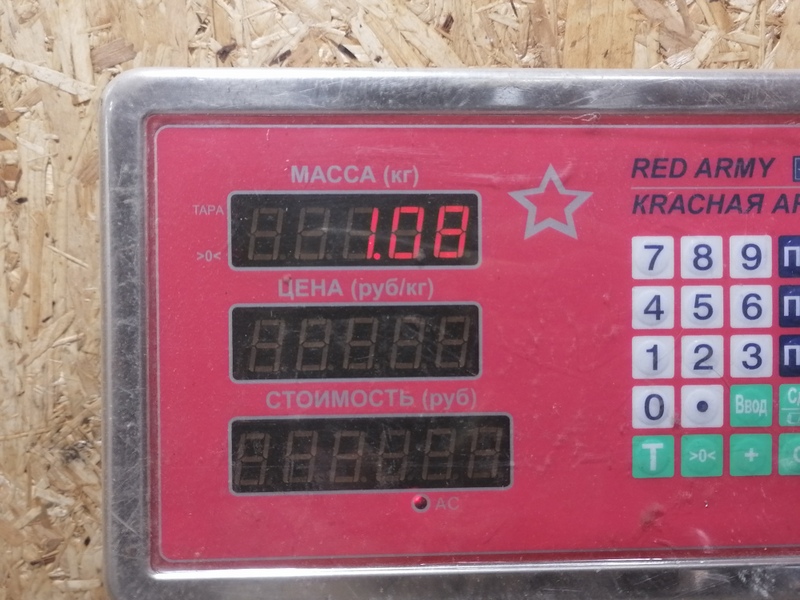 МАССА (кг)
RED ARMY
ТАРА
1.08
КRACHAЯ
>0<
7 8 9
ЦЕНА (руб/кг)
4 5 6
1 2 3
СТОИМОСТЬ (руб)
0 • Ввод
T >0< +
AC